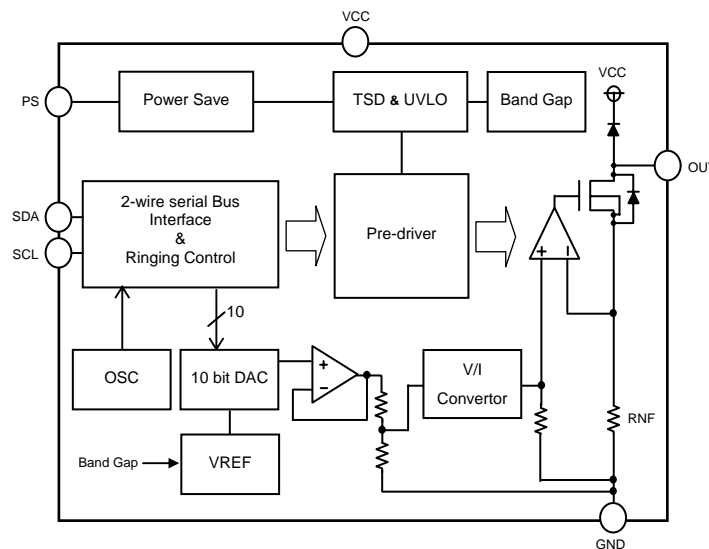 VCC
VCC
PS
Power Save
TSD & UVLO
Band Gap
OUT
SDA
SCL
2-wire serial Bus
Interface
&
Ringing Control
Pre-driver
+
–
10
OSC
10 bit DAC
+
–
V/I
Convertor
RNF
Band Gap
VREF
GND